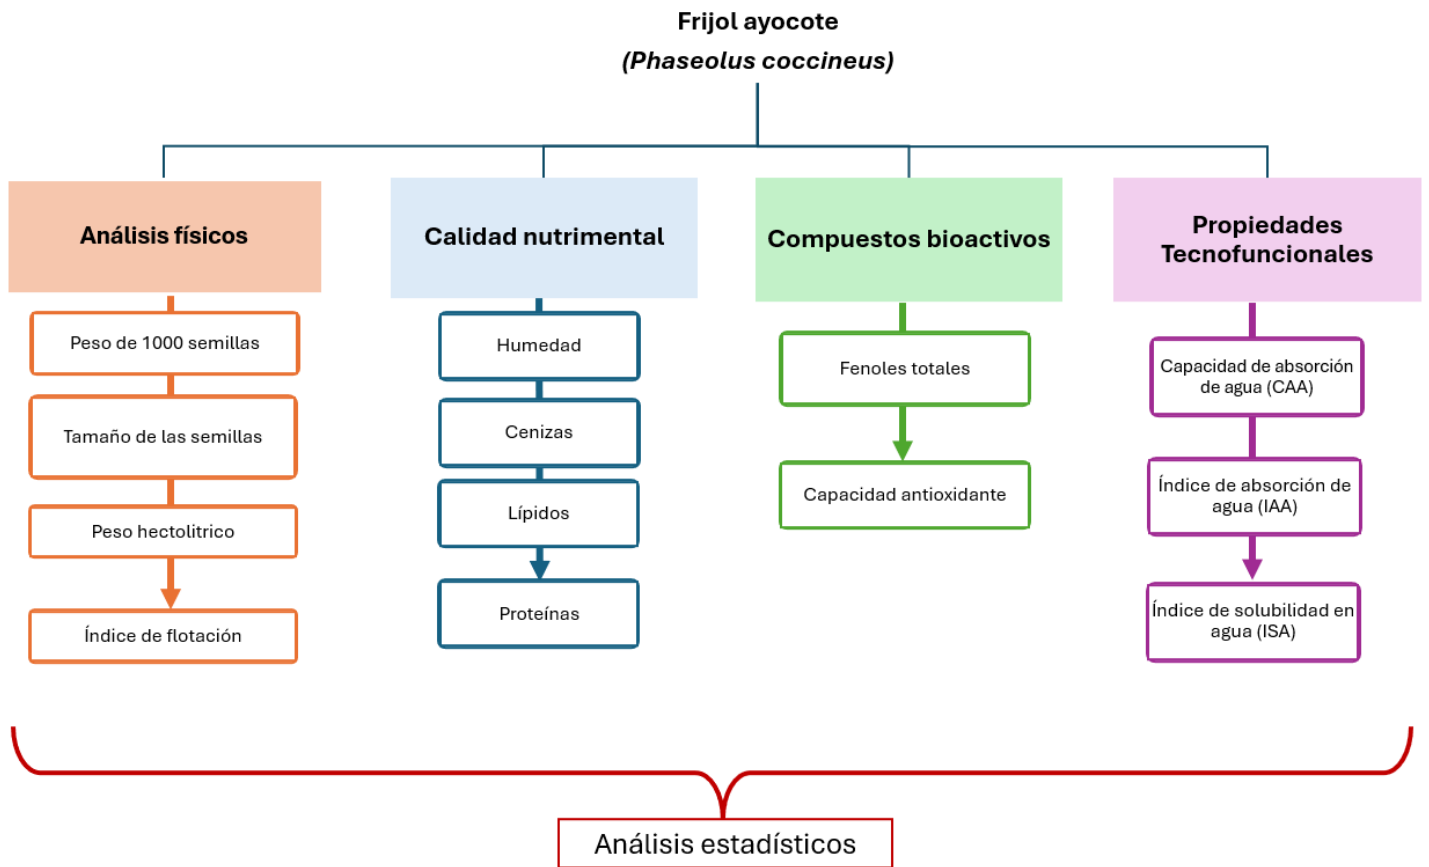 Frijol ayocote
(Phaseolus coccineus)
Análisis físicos
Peso de 1000 semillas
Tamaño de las semillas
Peso hectolitrico
Índice de flotación
Calidad nutrimental
Humedad
Cenizas
Lípidos
Proteínas
Compuestos bioactivos
Fenoles totales
Capacidad antioxidante
Propiedades
Tecnofuncionales
Capacidad de absorción
de agua (CAA)
Índice de absorción de
agua (IAA)
Índice de solubilidad en
agua (ISA)
Análisis estadísticos